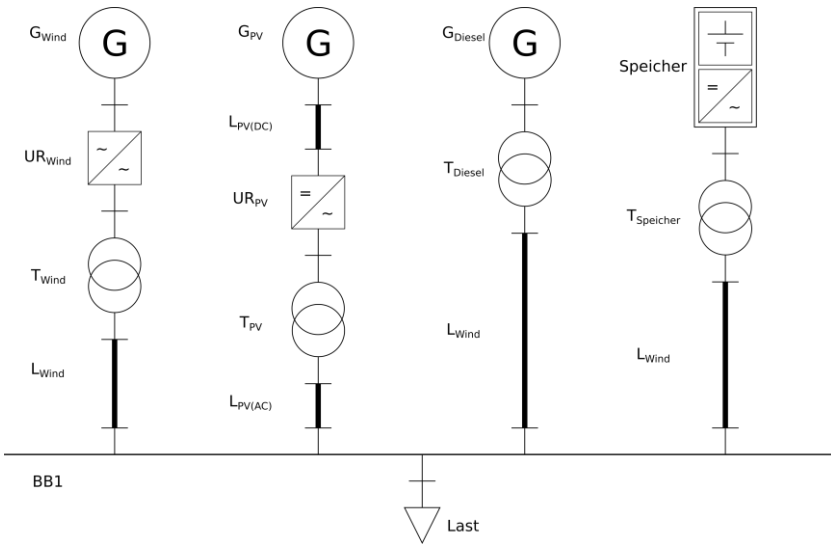 G_Wind
G
UR_Wind
~
~
T_Wind
L_Wind
G_PV
G
L_PV(DC)
UR_PV
=
~
T_PV
L_PV(AC)
G_Diesel
G
T_Diesel
L_Wind
Speicher
=
~
T_Speicher
L_Wind
BB1
Last